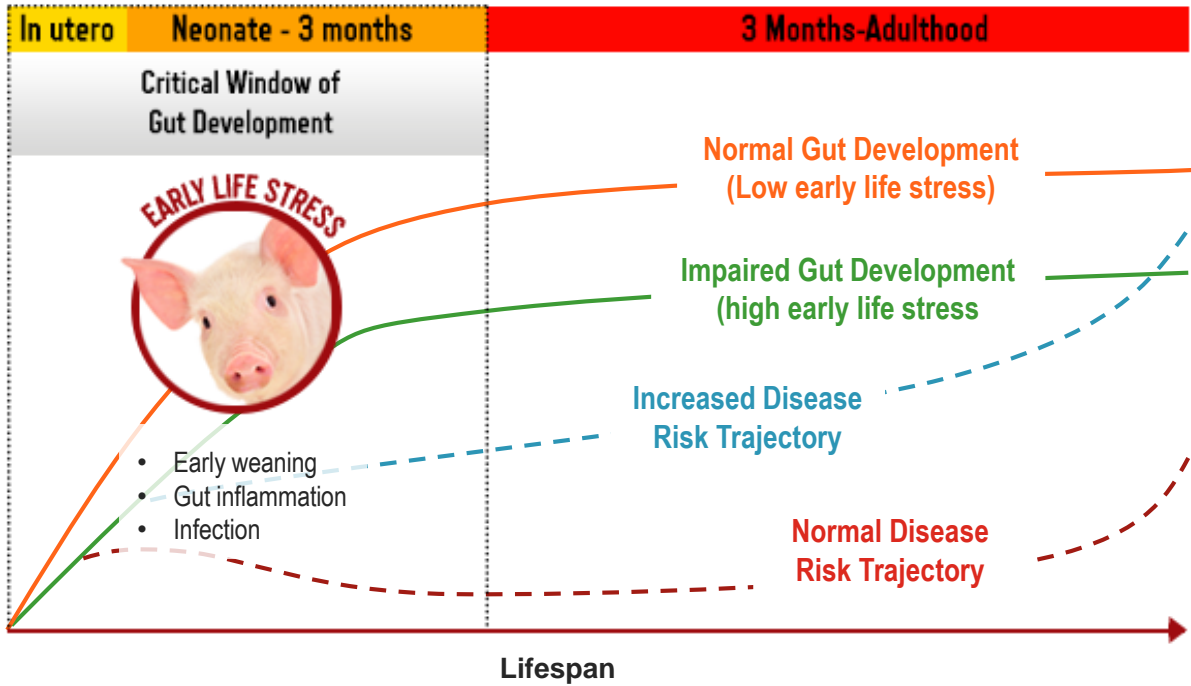 In utero
Neonate - 3 months
3 Months-Adulthood
Critical Window of
Gut Development
EARLY LIFE STRESS
Normal Gut Development
(Low early life stress)
Impaired Gut Development
(high early life stress
Increased Disease
Risk Trajectory
• Early weaning
• Gut inflammation
• Infection
Normal Disease
Risk Trajectory
Lifespan